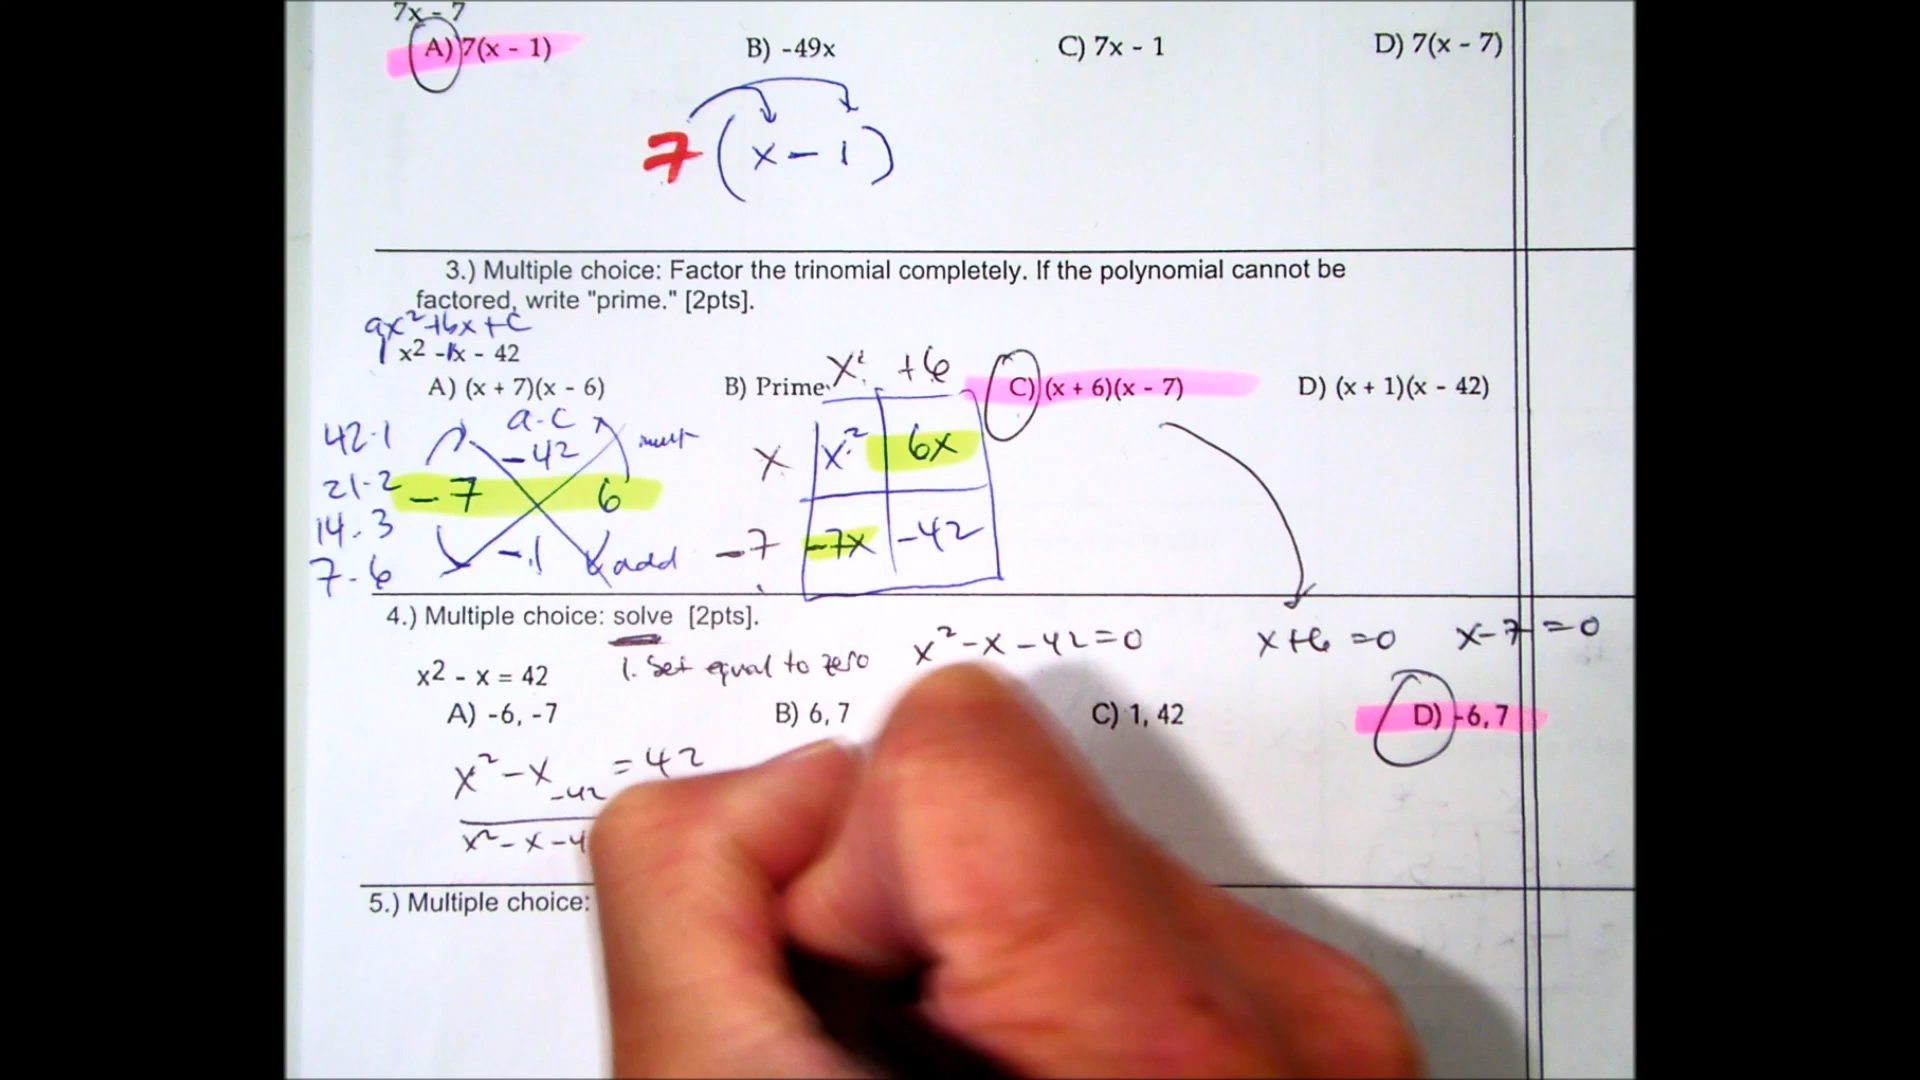 7x - 7
A) 7(x - 1) B) -49x C) 7x - 1 D) 7(x - 7)
7(x - 1)
3.) Multiple choice: Factor the trinomial completely. If the polynomial cannot be
factored, write "prime." [2pts].
ax²+bx+c
1x2 -1x - 42
A) (x + 7)(x - 6) B) Prime. C) (x + 6)(x - 7) D) (x + 1)(x - 42)
x +6
42·1 a·c
-42 mult
x x² 6x
21·2 -7 6
14·3
-7 -7x -42
7·6 -1 add
4.) Multiple choice: solve [2pts].
1. Set equal to zero x²-x-42=0 x+6=0 x-7=0
x2 - x = 42
A) -6, -7 B) 6, 7 C) 1, 42 D) -6, 7
x²-x =42
-42
x²-x-4
5.) Multiple choice: